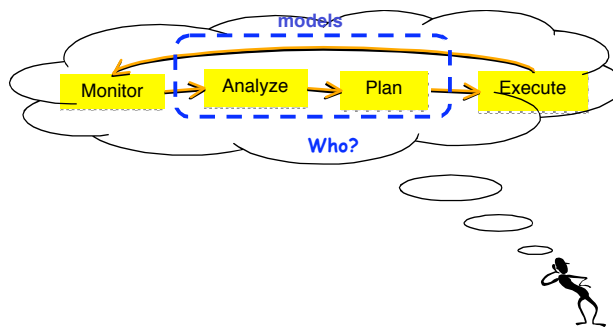 models
Monitor
Analyze
Plan
Execute
Who?